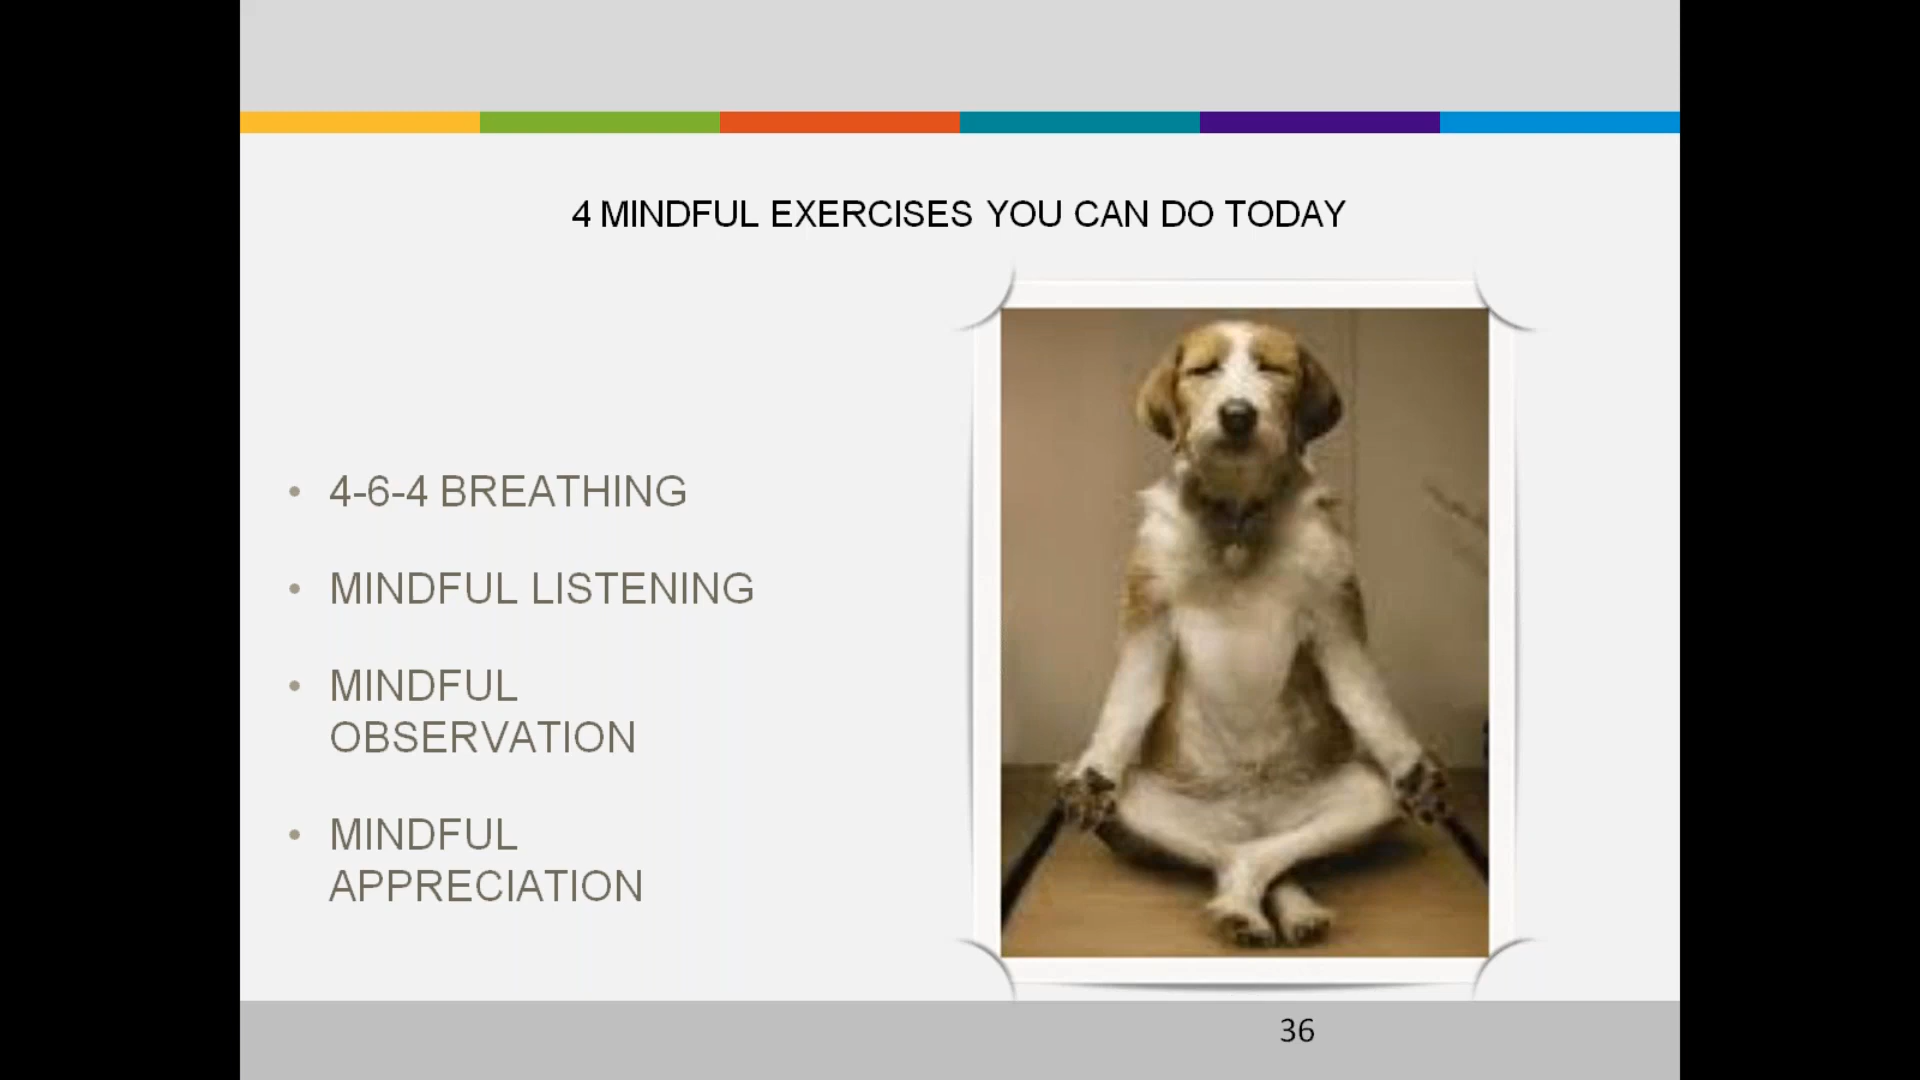 4 MINDFUL EXERCISES YOU CAN DO TODAY
• 4-6-4 BREATHING
• MINDFUL LISTENING
• MINDFUL
OBSERVATION
• MINDFUL
APPRECIATION
36